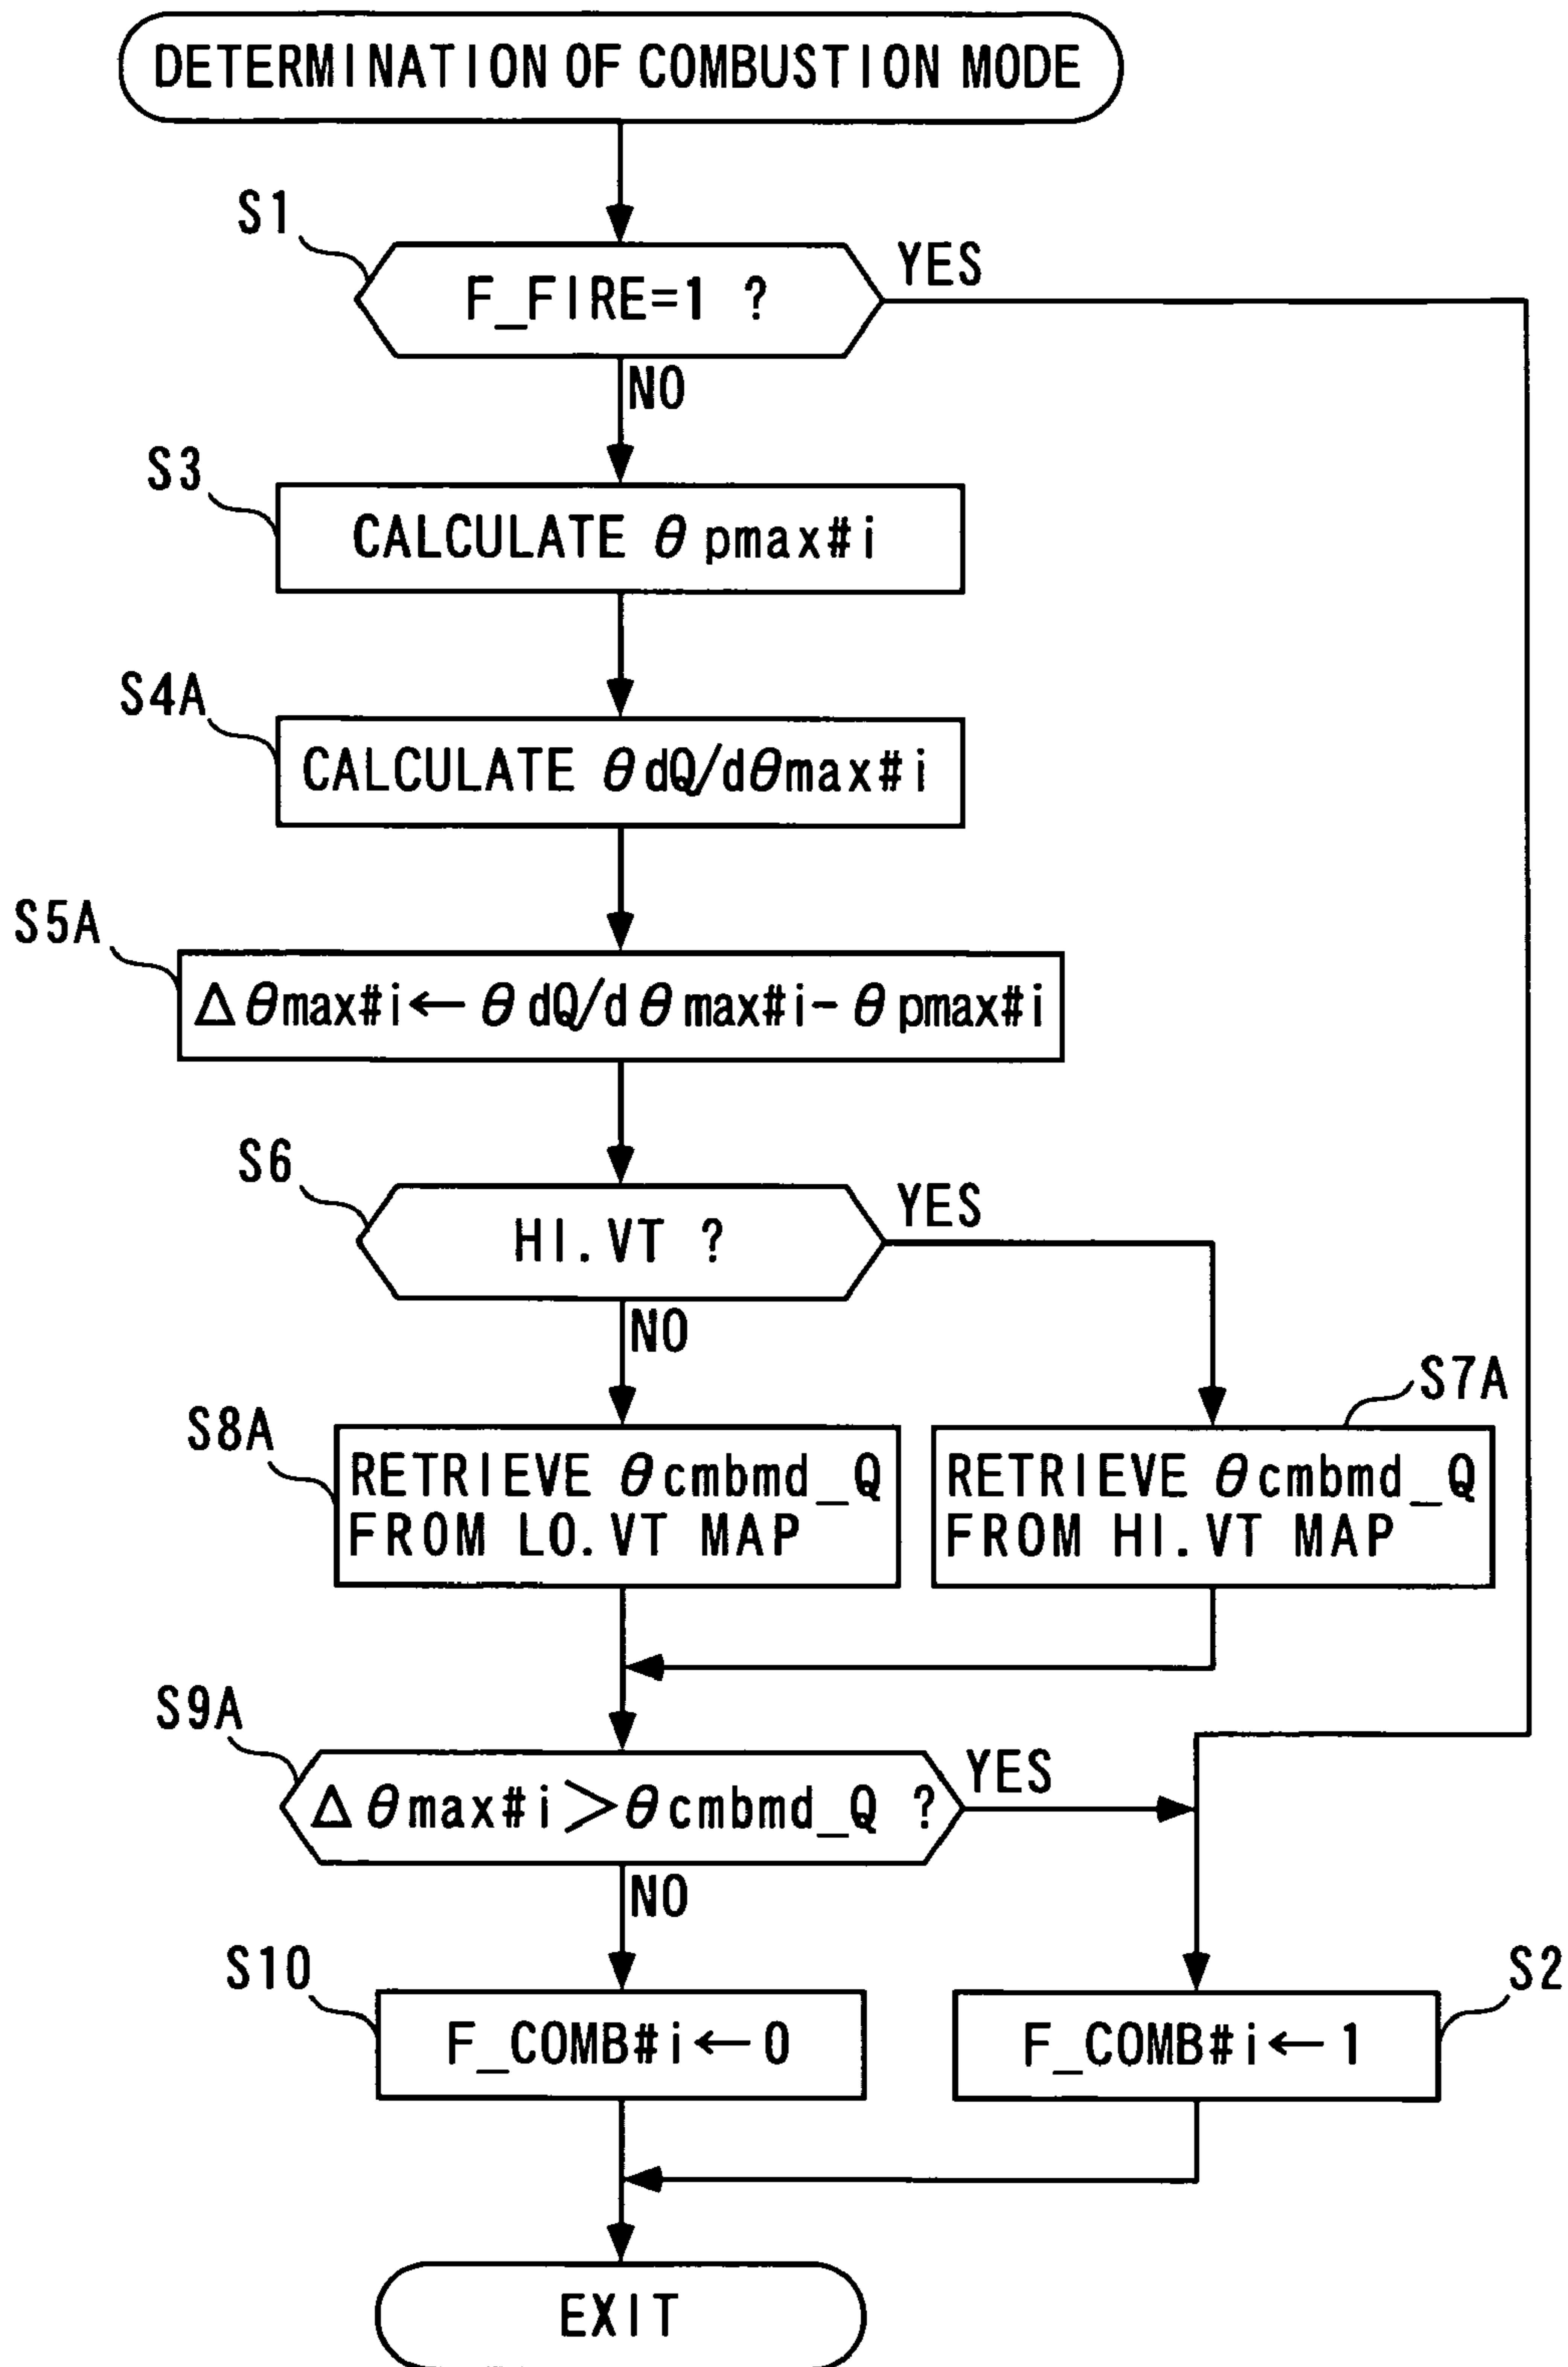 DETERMINATION OF COMBUSTION MODE
S1
F_FIRE=1 ?
YES
NO
S3
CALCULATE θpmax#i
S4A
CALCULATE θdQ/dθmax#i
S5A
Δθmax#i←θdQ/dθmax#i-θpmax#i
S6
HI.VT ?
YES
NO
S7A
S8A
RETRIEVE θcmbmd_Q
FROM LO.VT MAP
RETRIEVE θcmbmd_Q
FROM HI.VT MAP
S9A
Δθmax#i>θcmbmd_Q ?
YES
NO
S10
F_COMB#i←0
S2
F_COMB#i←1
EXIT